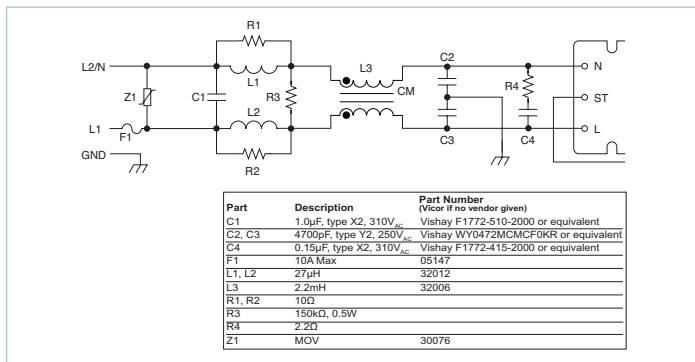 R1
L2/N
L3
C2
N
L1
R4
Z1
C1
R3
CM
ST
L2
L1
L
F1
C3
C4
GND
R2
Part Description Part Number
(Vicor if no vendor given)
C1 1.0µF, type X2, 310VAC Vishay F1772-510-2000 or equivalent
C2, C3 4700pF, type Y2, 250VAC Vishay WY0472MCMCF0KR or equivalent
C4 0.15µF, type X2, 310VAC Vishay F1772-415-2000 or equivalent
F1 10A Max 05147
L1, L2 27µH 32012
L3 2.2mH 32006
R1, R2 10Ω
R3 150kΩ, 0.5W
R4 2.2Ω
Z1 MOV 30076